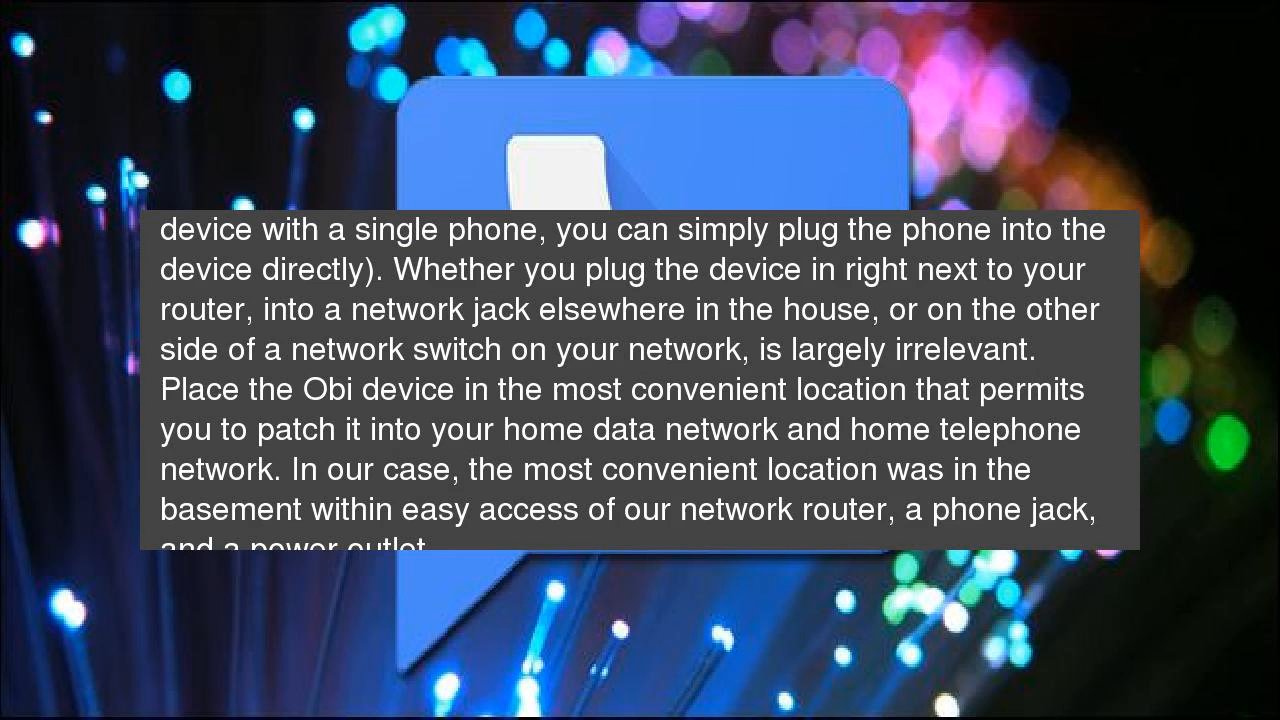 device with a single phone, you can simply plug the phone into the
device directly). Whether you plug the device in right next to your
router, into a network jack elsewhere in the house, or on the other
side of a network switch on your network, is largely irrelevant.
Place the Obi device in the most convenient location that permits
you to patch it into your home data network and home telephone
network. In our case, the most convenient location was in the
basement within easy access of our network router, a phone jack,
and a power outlet